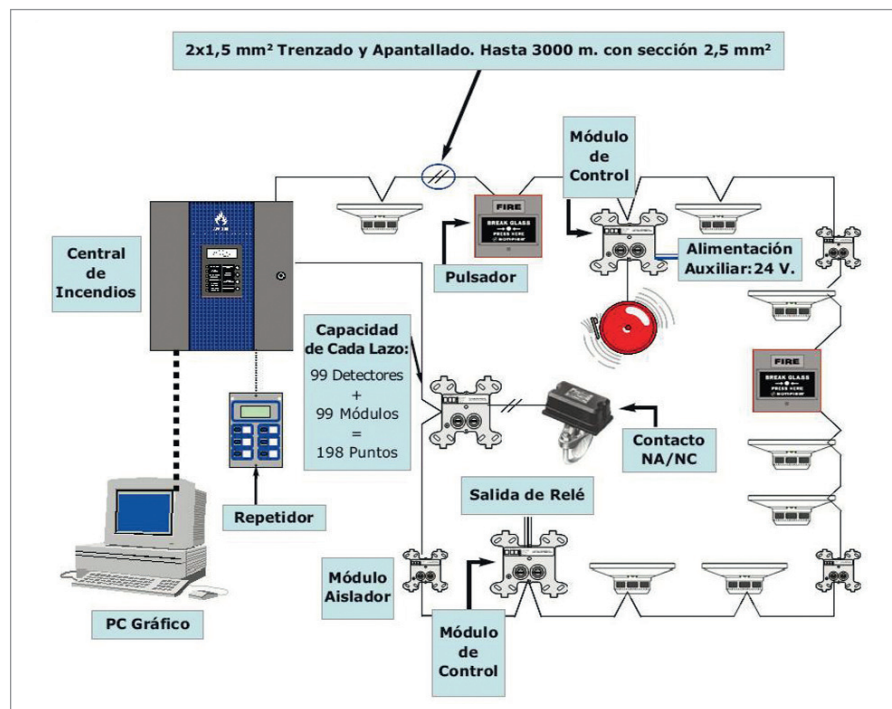 2x1,5 mm² Trenzado y Apantallado. Hasta 3000 m. con sección 2,5 mm²
Módulo
de
Control
FIRE
BREAK GLASS
PRESS HERE
NOTIFIER
Pulsador
Alimentación
Auxiliar:24 V.
Central
de
Incendios
Capacidad
de Cada Lazo:
99 Detectores
+
99 Módulos
=
198 Puntos
FIRE
BREAK GLASS
PRESS HERE
NOTIFIER
Contacto
NA/NC
Repetidor
Salida de Relé
Módulo
Aislador
Módulo
de
Control
PC Gráfico